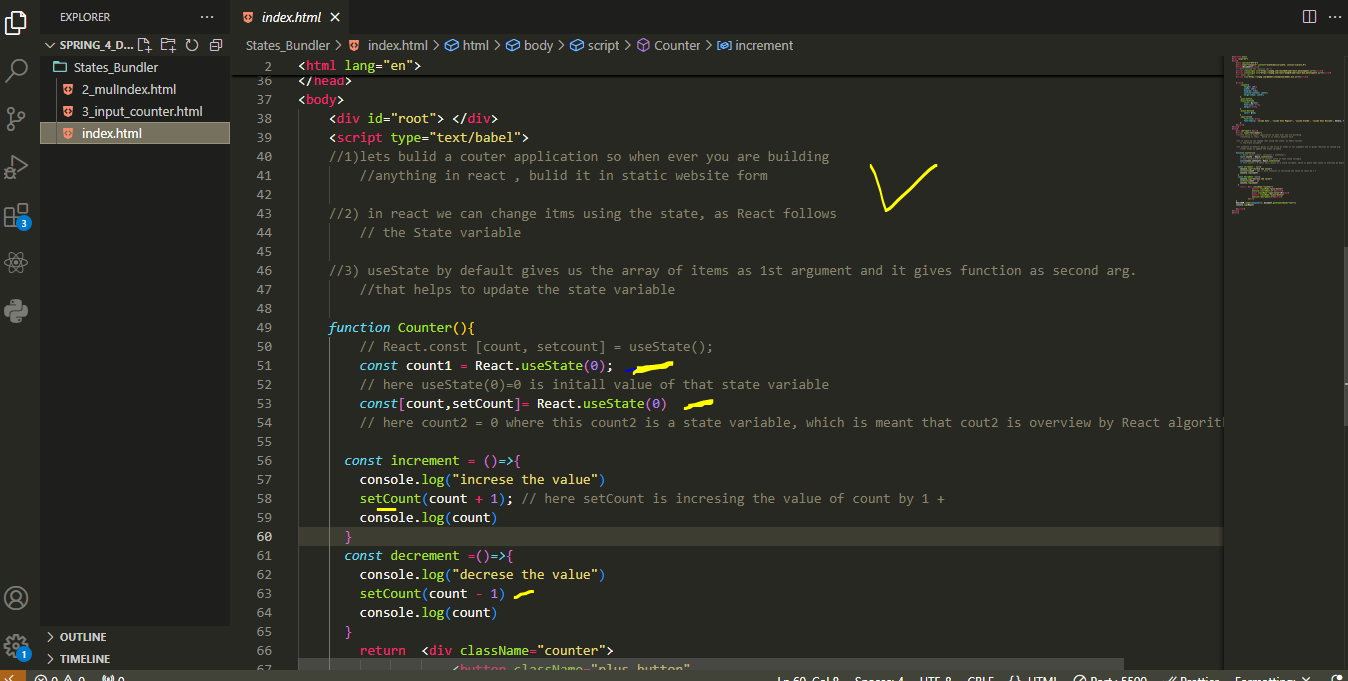 EXPLORER
···
index.html
SPRING_4_D...
States_Bundler
2_mulIndex.html
3_input_counter.html
index.html
OUTLINE
TIMELINE
3
1
States_Bundler > index.html > html > body > script > Counter > increment
2 <html lang="en">
36 </head>
37 <body>
38 <div id="root"> </div>
39 <script type="text/babel">
40 //1)lets bulid a couter application so when ever you are building
41 //anything in react , bulid it in static website form
42
43 //2) in react we can change itms using the state, as React follows
44 // the State variable
45
46 //3) useState by default gives us the array of items as 1st argument and it gives function as second arg.
47 //that helps to update the state variable
48
49 function Counter(){
50 // React.const [count, setcount] = useState();
51 const count1 = React.useState(0);
52 // here useState(0)=0 is initall value of that state variable
53 const[count,setCount]= React.useState(0)
54 // here count2 = 0 where this count2 is a state variable, which is meant that cout2 is overview by React algorit
55
56 const increment = ()=>{
57 console.log("increse the value")
58 setCount(count + 1); // here setCount is incresing the value of count by 1 +
59 console.log(count)
60 }
61 const decrement =()=>{
62 console.log("decrese the value")
63 setCount(count - 1)
64 console.log(count)
65 }
66 return <div className="counter">
67 <button className="plus-button"
0 0 0 Ln 60, Col 8 Spaces: 4 UTF-8 CRLF {} HTML Port : 5500 Prettier Formatting: ×